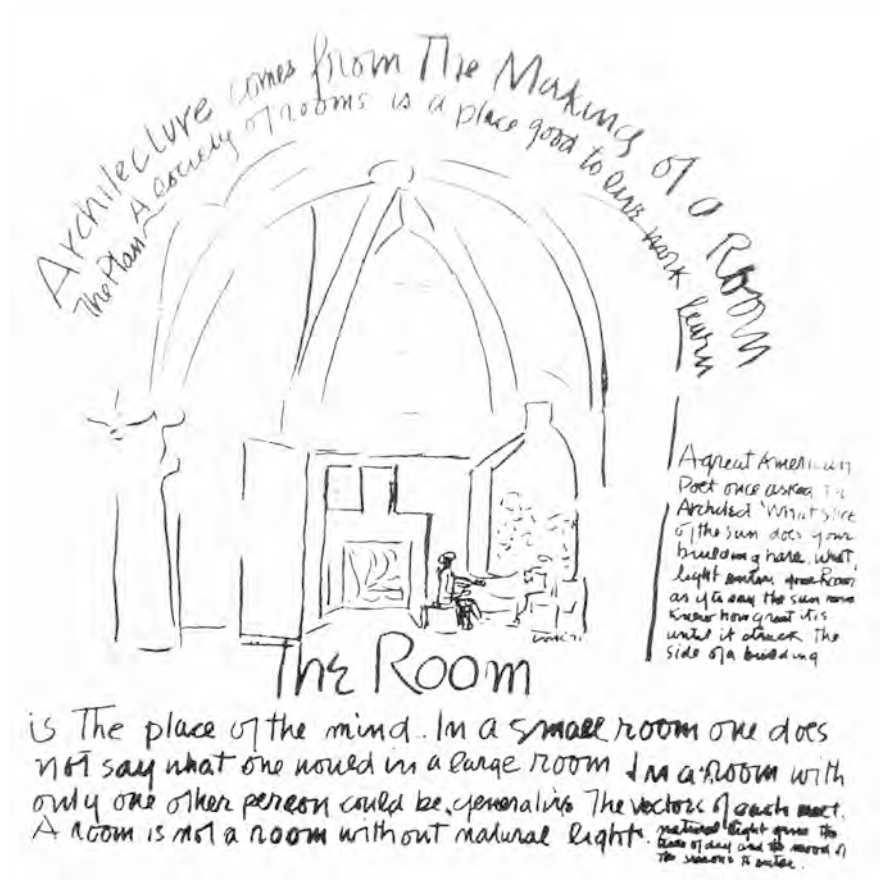 Architecture comes from The Making of a Room
The Plan A society of rooms is a place good to live work learn
A great American
Poet once asked the
Architect 'What slice
of the sun does your
building have. What
light enters your Room
as if to say the sun never
knew how great it is
until it struck the
side of a building
The Room
is The place of the mind. In a small room one does
not say what one would in a large room In a room with
only one other person could be generative The vectors of each meet.
A room is not a room without natural light.
natural light gives the
time of day and the mood of
the seasons to enter.